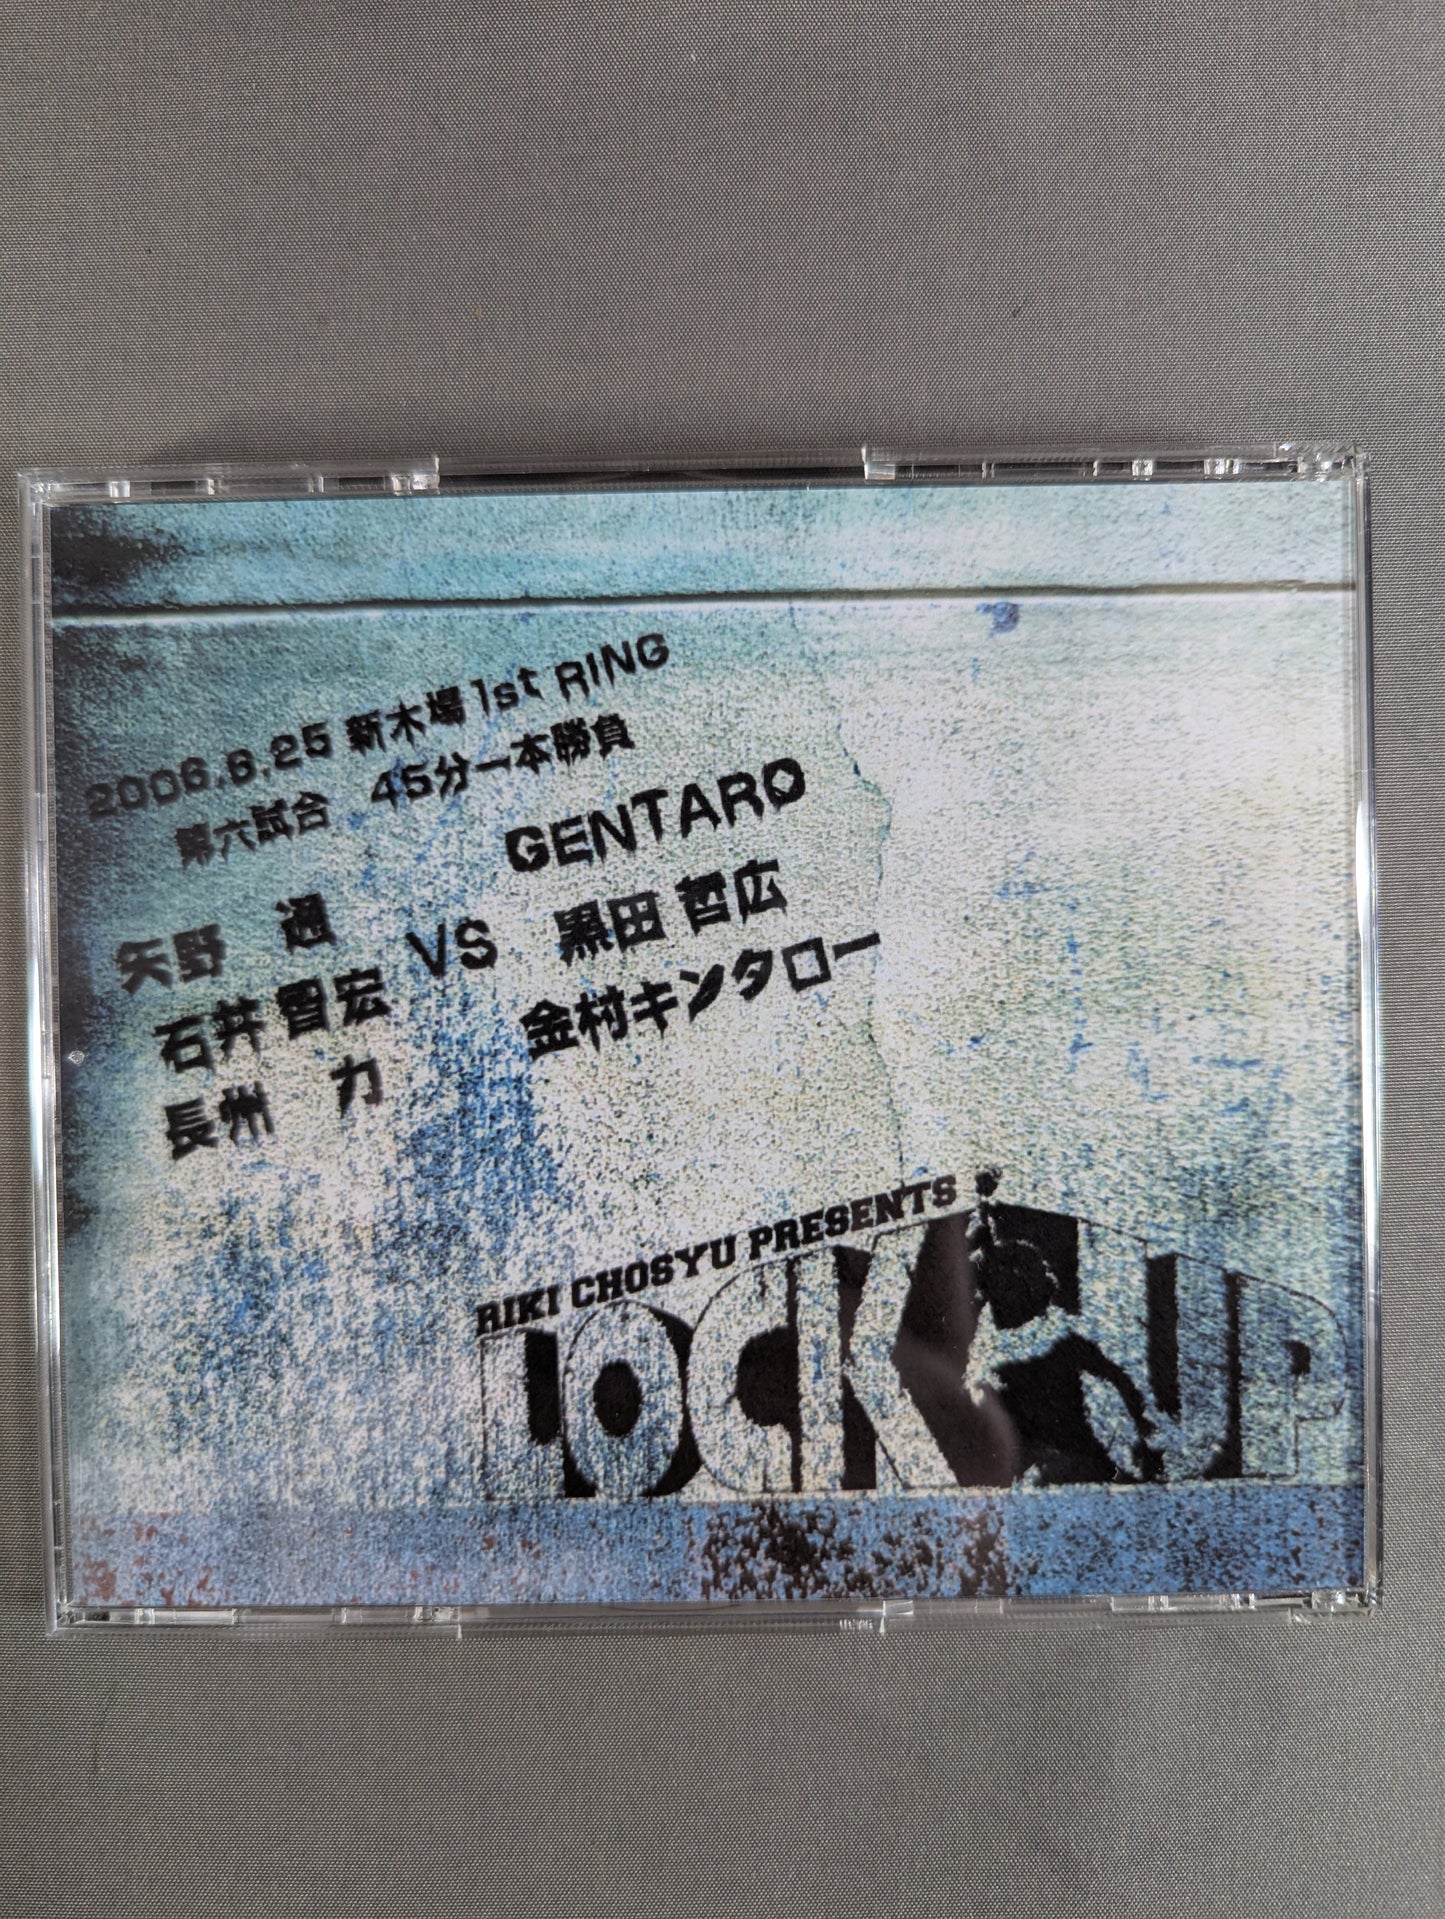 2006.6.25 新木場 1st RING
第六試合 45分一本勝負
矢野 通
石井 智宏
長州 力
VS
GENTARO
黒田 哲広
金村キンタロー
RIKI CHOSYU PRESENTS
LOCK UP